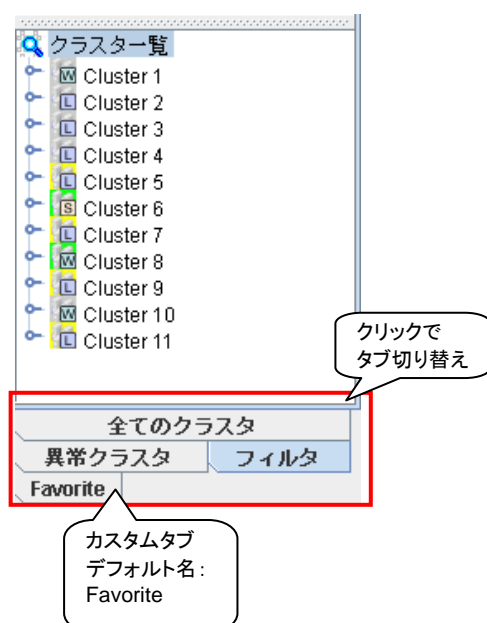 クラスター覧
Cluster 1
Cluster 2
Cluster 3
Cluster 4
Cluster 5
Cluster 6
Cluster 7
Cluster 8
Cluster 9
Cluster 10
Cluster 11
クリックで
タブ切り替え
全てのクラスタ
異常クラスタ
フィルタ
Favorite
カスタムタブ
デフォルト名:
Favorite